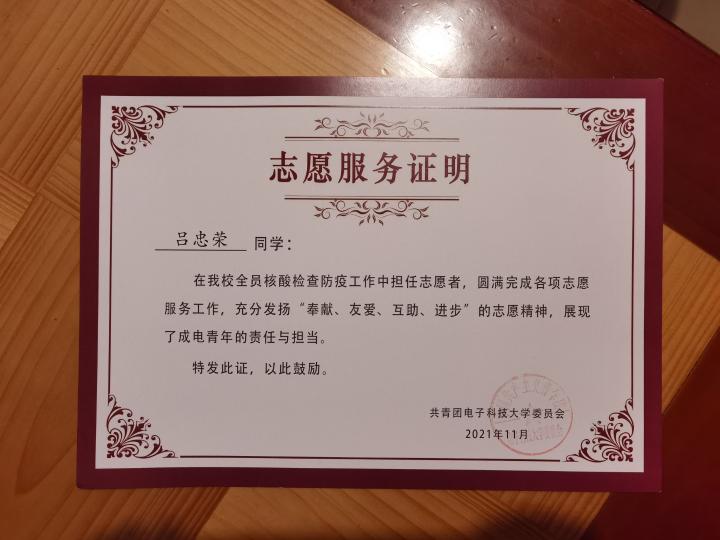 志愿服务证明
吕忠荣 同学：
在我校全员核酸检查防疫工作中担任志愿者，圆满完成各项志愿
服务工作，充分发扬“奉献、友爱、互助、进步”的志愿精神，展现
了成电青年的责任与担当。
特发此证，以此鼓励。
共青团电子科技大学委员会
2021年11月